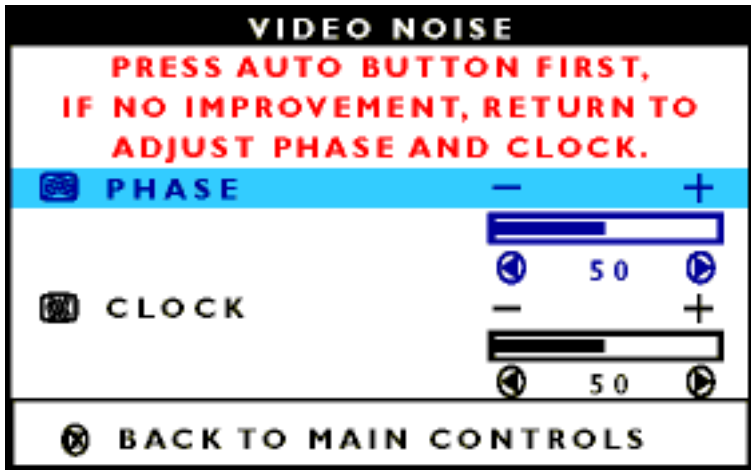 VIDEO NOISE
PRESS AUTO BUTTON FIRST,
IF NO IMPROVEMENT, RETURN TO
ADJUST PHASE AND CLOCK.
PHASE - +
50
CLOCK - +
50
BACK TO MAIN CONTROLS